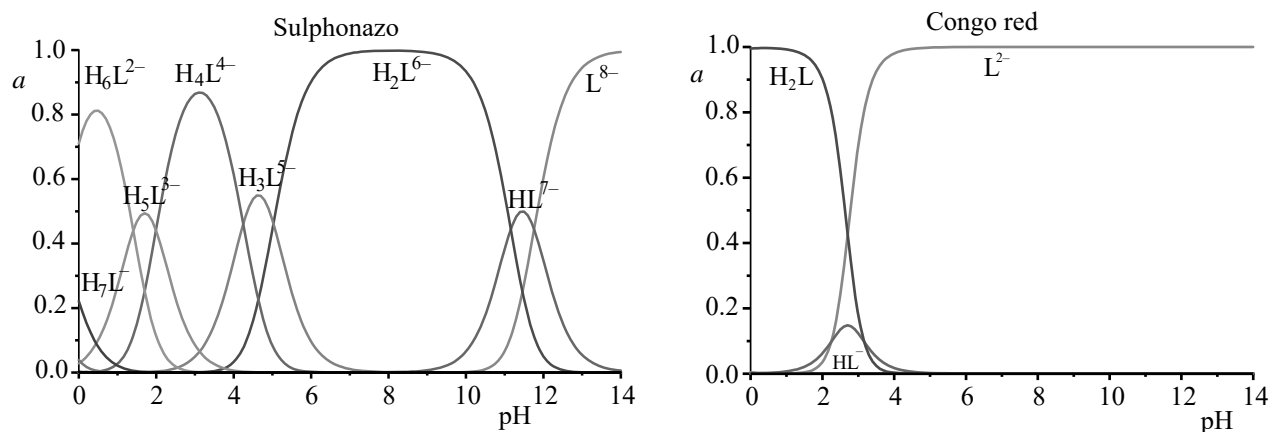 Sulphonazo
1.0
a
0.8
0.6
0.4
0.2
0.0
H₆L²⁻
H₄L⁴⁻
H₂L⁶⁻
L⁸⁻
H₅L³⁻
H₃L⁵⁻
HL⁷⁻
H₇L⁻
0 2 4 6 8 10 12 14
pH
Congo red
1.0
a
0.8
0.6
0.4
0.2
0.0
H₂L
L²⁻
HL⁻
0 2 4 6 8 10 12 14
pH